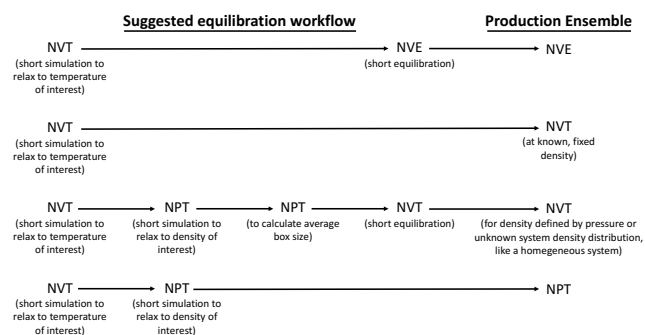 Suggested equilibration workflow Production Ensemble
NVT NVE NVE
(short simulation to (short equilibration)
relax to temperature
of interest)
NVT NVT
(short simulation to (at known, fixed
relax to temperature density)
of interest)
NVT NPT NPT NVT NVT
(short simulation to (short simulation to (to calculate average (short equilibration) (for density defined by pressure or
relax to temperature relax to density of box size) unknown system density distribution,
of interest) interest) like a homegeneous system)
NVT NPT NPT
(short simulation to (short simulation to
relax to temperature relax to density of
of interest) interest)